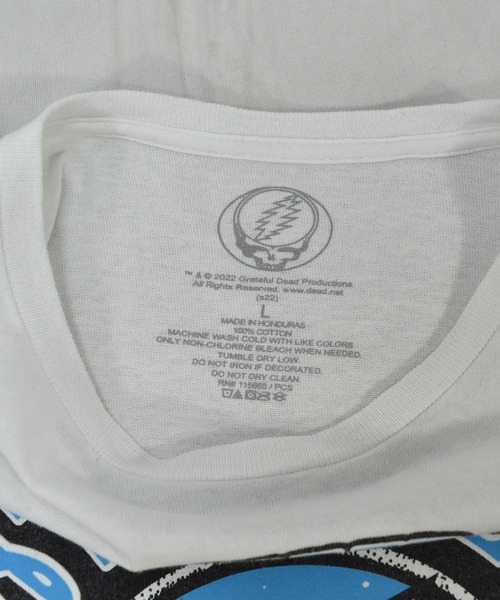 ™ & © 2022 Grateful Dead Productions.
All Rights Reserved. www.dead.net
(s22)
L
MADE IN HONDURAS
100% COTTON
MACHINE WASH COLD WITH LIKE COLORS
ONLY NON-CHLORINE BLEACH WHEN NEEDED.
TUMBLE DRY LOW.
DO NOT IRON IF DECORATED.
DO NOT DRY CLEAN.
RN# 115665 / PCS